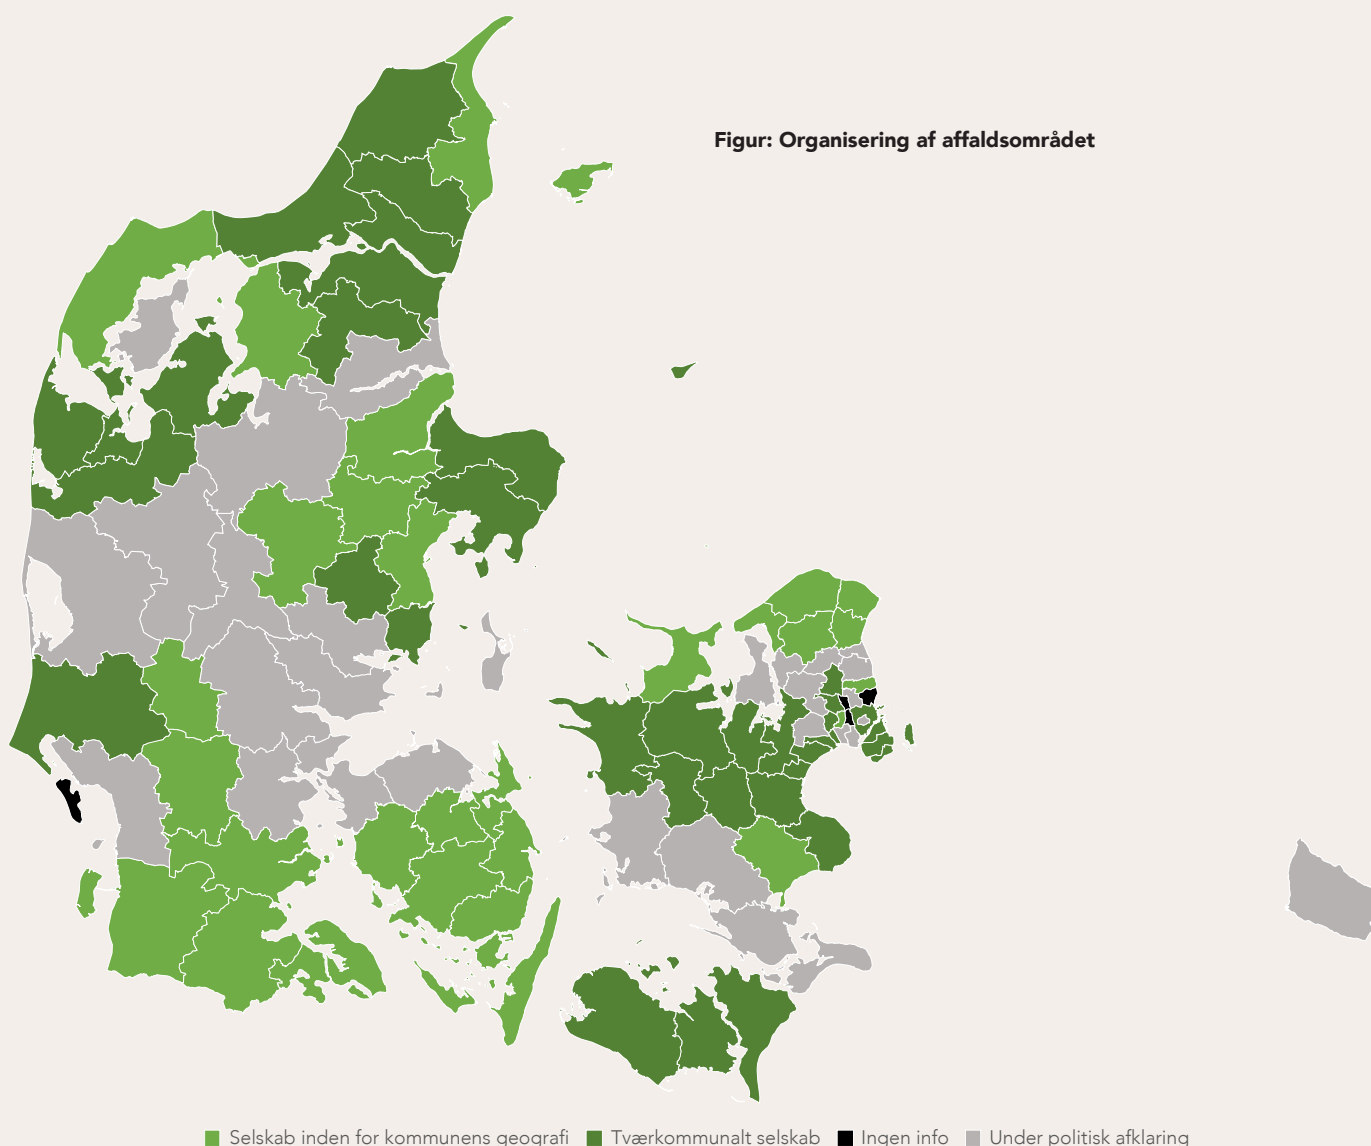 Figur: Organisering af affaldsområdet
Selskab inden for kommunens geografi Tværkommunalt selskab Ingen info Under politisk afklaring